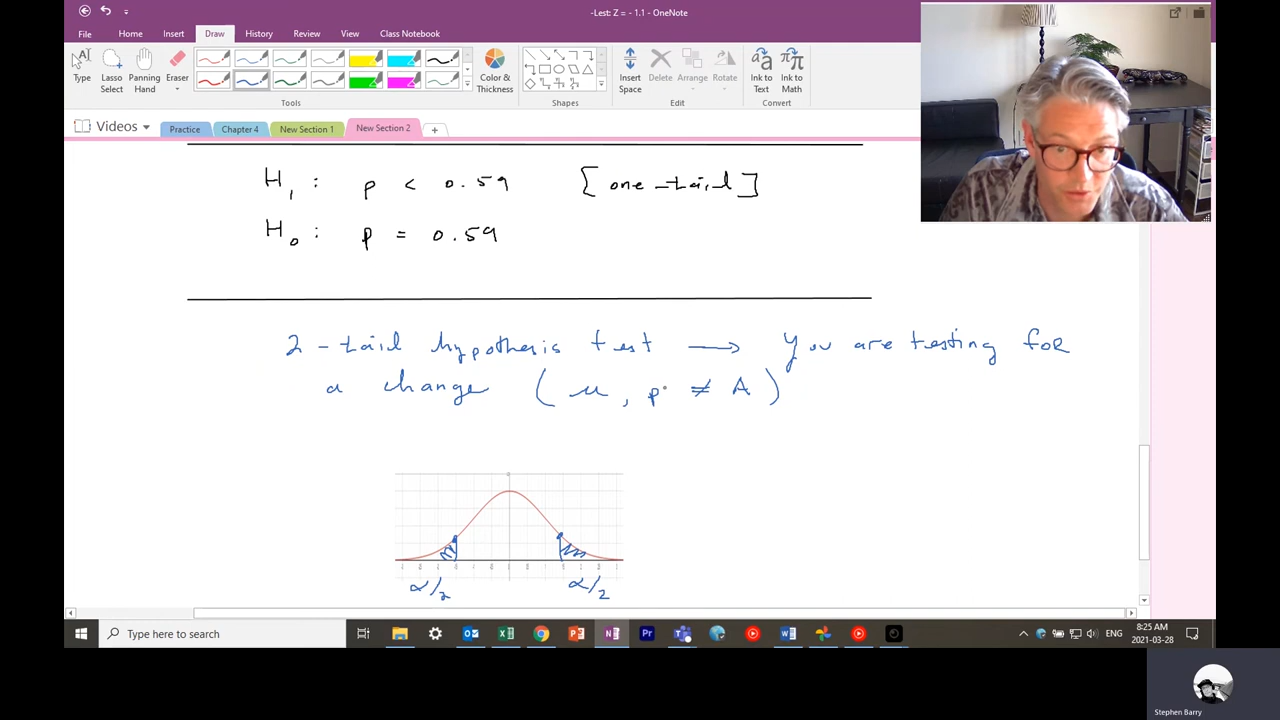 -Lest: Z = - 1.1 - OneNote
File Home Insert Draw History Review View Class Notebook
Type
Lasso Select
Panning Hand
Eraser
Color & Thickness
Insert Space
Delete
Arrange
Rotate
Ink to Text
Ink to Math
Tools
Shapes
Edit
Convert
Videos Practice Chapter 4 New Section 1 New Section 2
H₁ : p < 0.59 [one-tail]
H₀ : p = 0.59
2-tail hypothesis test → You are testing for
a change (μ, p ≠ A)
α/2 α/2
Type here to search
ENG
8:25 AM
2021-03-28
Stephen Barry